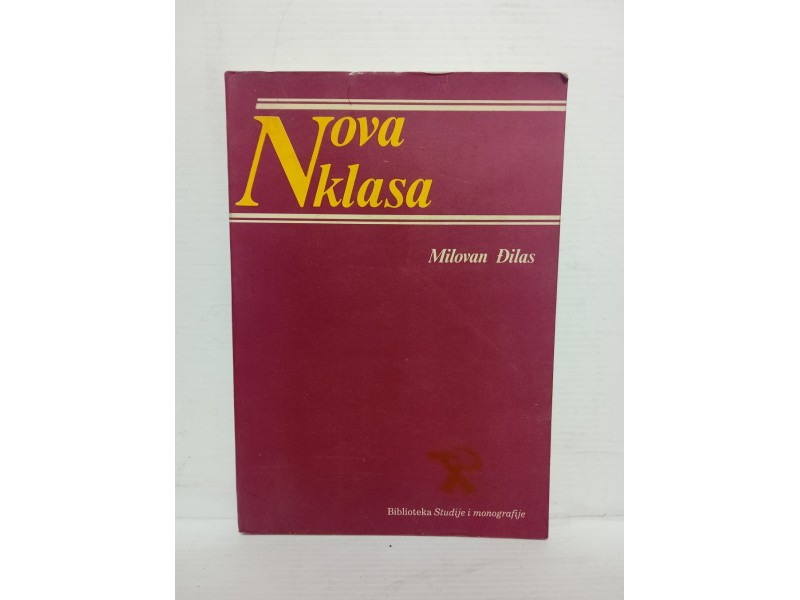 Nova
klasa
Milovan Đilas
Biblioteka Studije i monografije